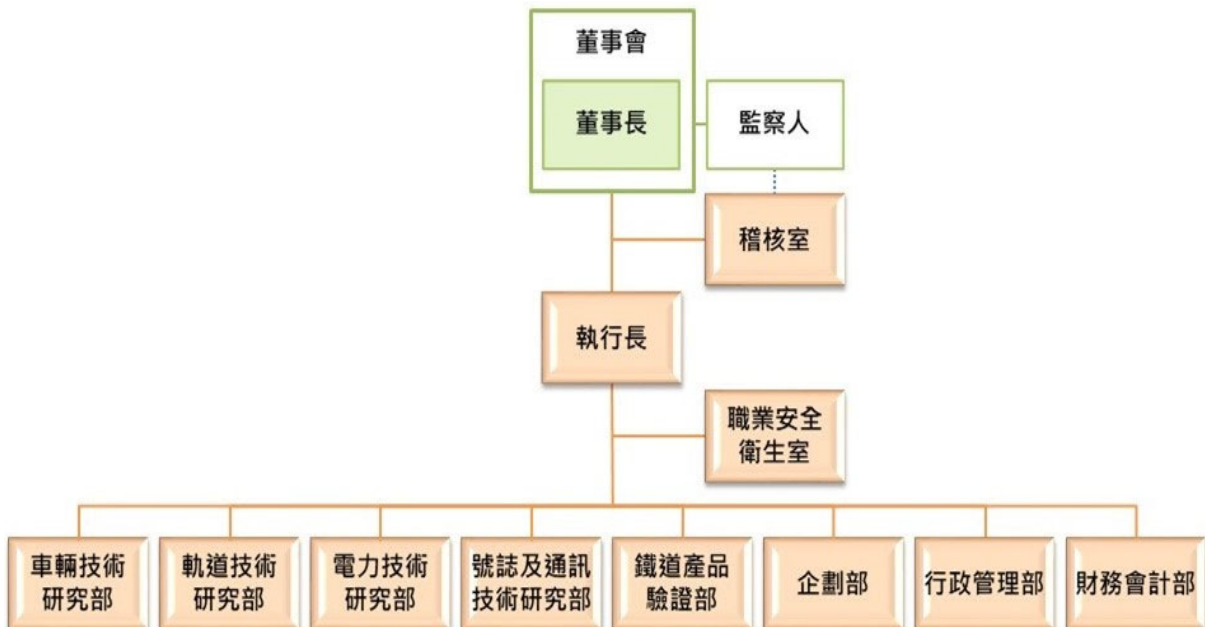 董事會
董事長
監察人
稽核室
執行長
職業安全
衛生室
車輛技術
研究部
軌道技術
研究部
電力技術
研究部
號誌及通訊
技術研究部
鐵道產品
驗證部
企劃部
行政管理部
財務會計部